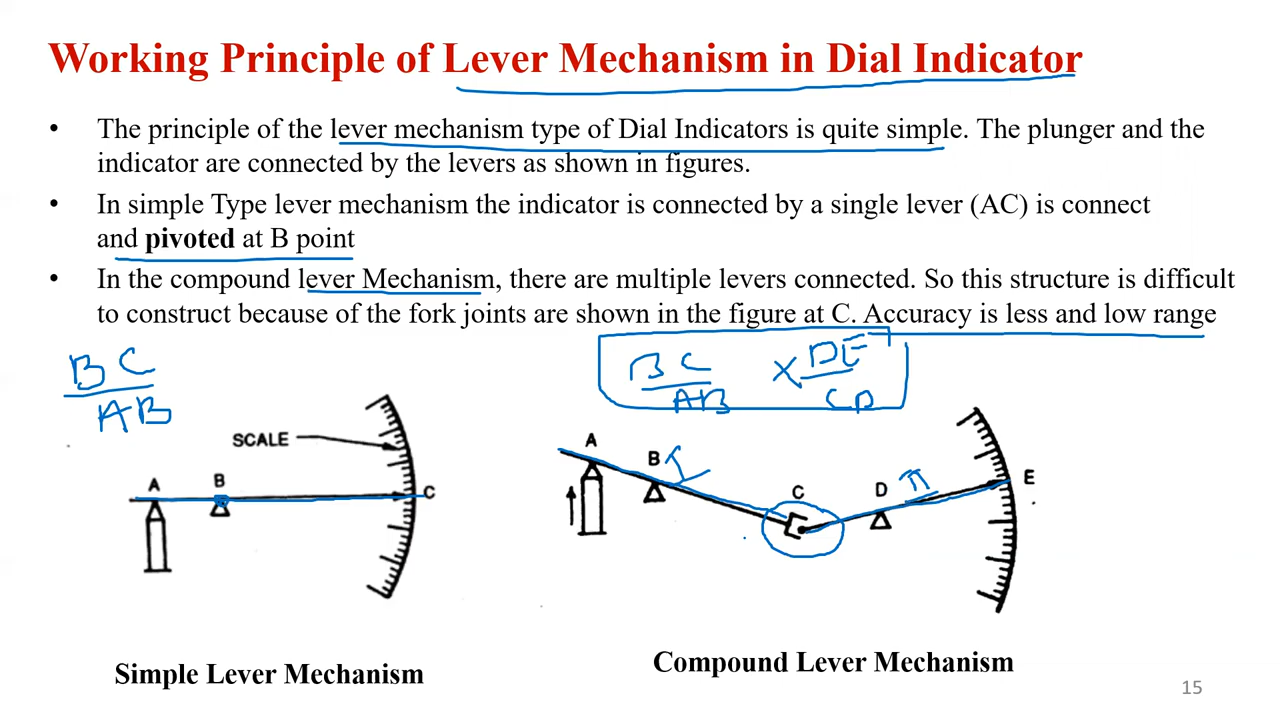 Working Principle of Lever Mechanism in Dial Indicator
• The principle of the lever mechanism type of Dial Indicators is quite simple. The plunger and the
indicator are connected by the levers as shown in figures.
• In simple Type lever mechanism the indicator is connected by a single lever (AC) is connect
and pivoted at B point
• In the compound lever Mechanism, there are multiple levers connected. So this structure is difficult
to construct because of the fork joints are shown in the figure at C. Accuracy is less and low range
BC
AB
BC
AB
X DE
CD
SCALE
A
B
C
A
B
I
C
D
II
E
Simple Lever Mechanism
Compound Lever Mechanism
15